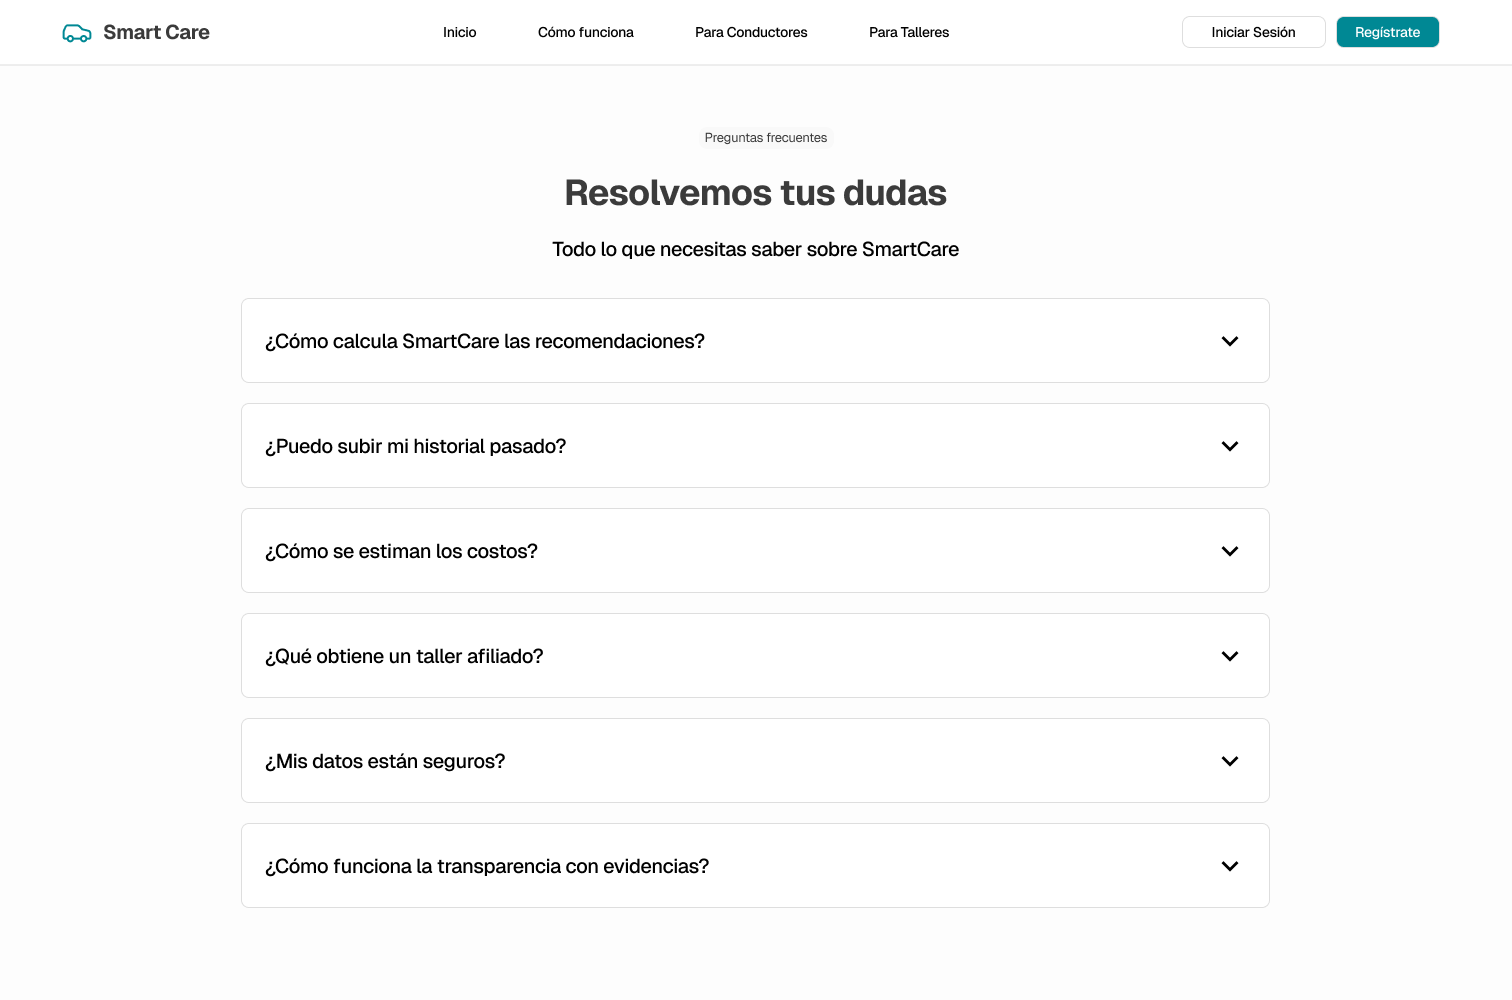 Smart Care
Inicio
Cómo funciona
Para Conductores
Para Talleres
Iniciar Sesión
Regístrate
Preguntas frecuentes
Resolvemos tus dudas
Todo lo que necesitas saber sobre SmartCare
¿Cómo calcula SmartCare las recomendaciones?
¿Puedo subir mi historial pasado?
¿Cómo se estiman los costos?
¿Qué obtiene un taller afiliado?
¿Mis datos están seguros?
¿Cómo funciona la transparencia con evidencias?